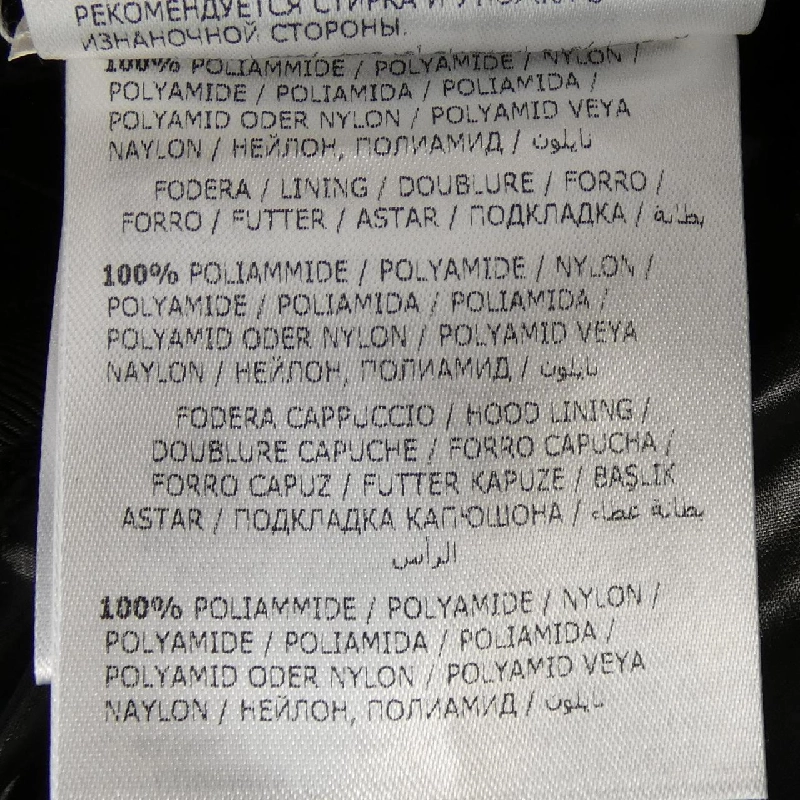 РЕКОМЕНДУЕТСЯ СТИРКА И
ИЗНАНОЧНОЙ СТОРОНЫ.
100% POLIAMMIDE / POLYAMIDE / NYLON /
POLYAMIDE / POLIAMIDA / POLIAMIDA /
POLYAMID ODER NYLON / POLYAMID VEYA
NAYLON / НЕЙЛОН, ПОЛИАМИД / نايلون
FODERA / LINING / DOUBLURE / FORRO /
FORRO / FUTTER / ASTAR / ПОДКЛАДКА / بطانة
100% POLIAMMIDE / POLYAMIDE / NYLON /
POLYAMIDE / POLIAMIDA / POLIAMIDA /
POLYAMID ODER NYLON / POLYAMID VEYA
NAYLON / НЕЙЛОН, ПОЛИАМИД / نايلون
FODERA CAPPUCCIO / HOOD LINING /
DOUBLURE CAPUCHE / FORRO CAPUCHA /
FORRO CAPUZ / FUTTER KAPUZE / BAŞLIK
ASTAR / ПОДКЛАДКА КАПЮШОНА / بطانة غطاء
الرأس
100% POLIAMMIDE / POLYAMIDE / NYLON /
POLYAMIDE / POLIAMIDA / POLIAMIDA /
POLYAMID ODER NYLON / POLYAMID VEYA
NAYLON / НЕЙЛОН, ПОЛИАМИД / نايلون